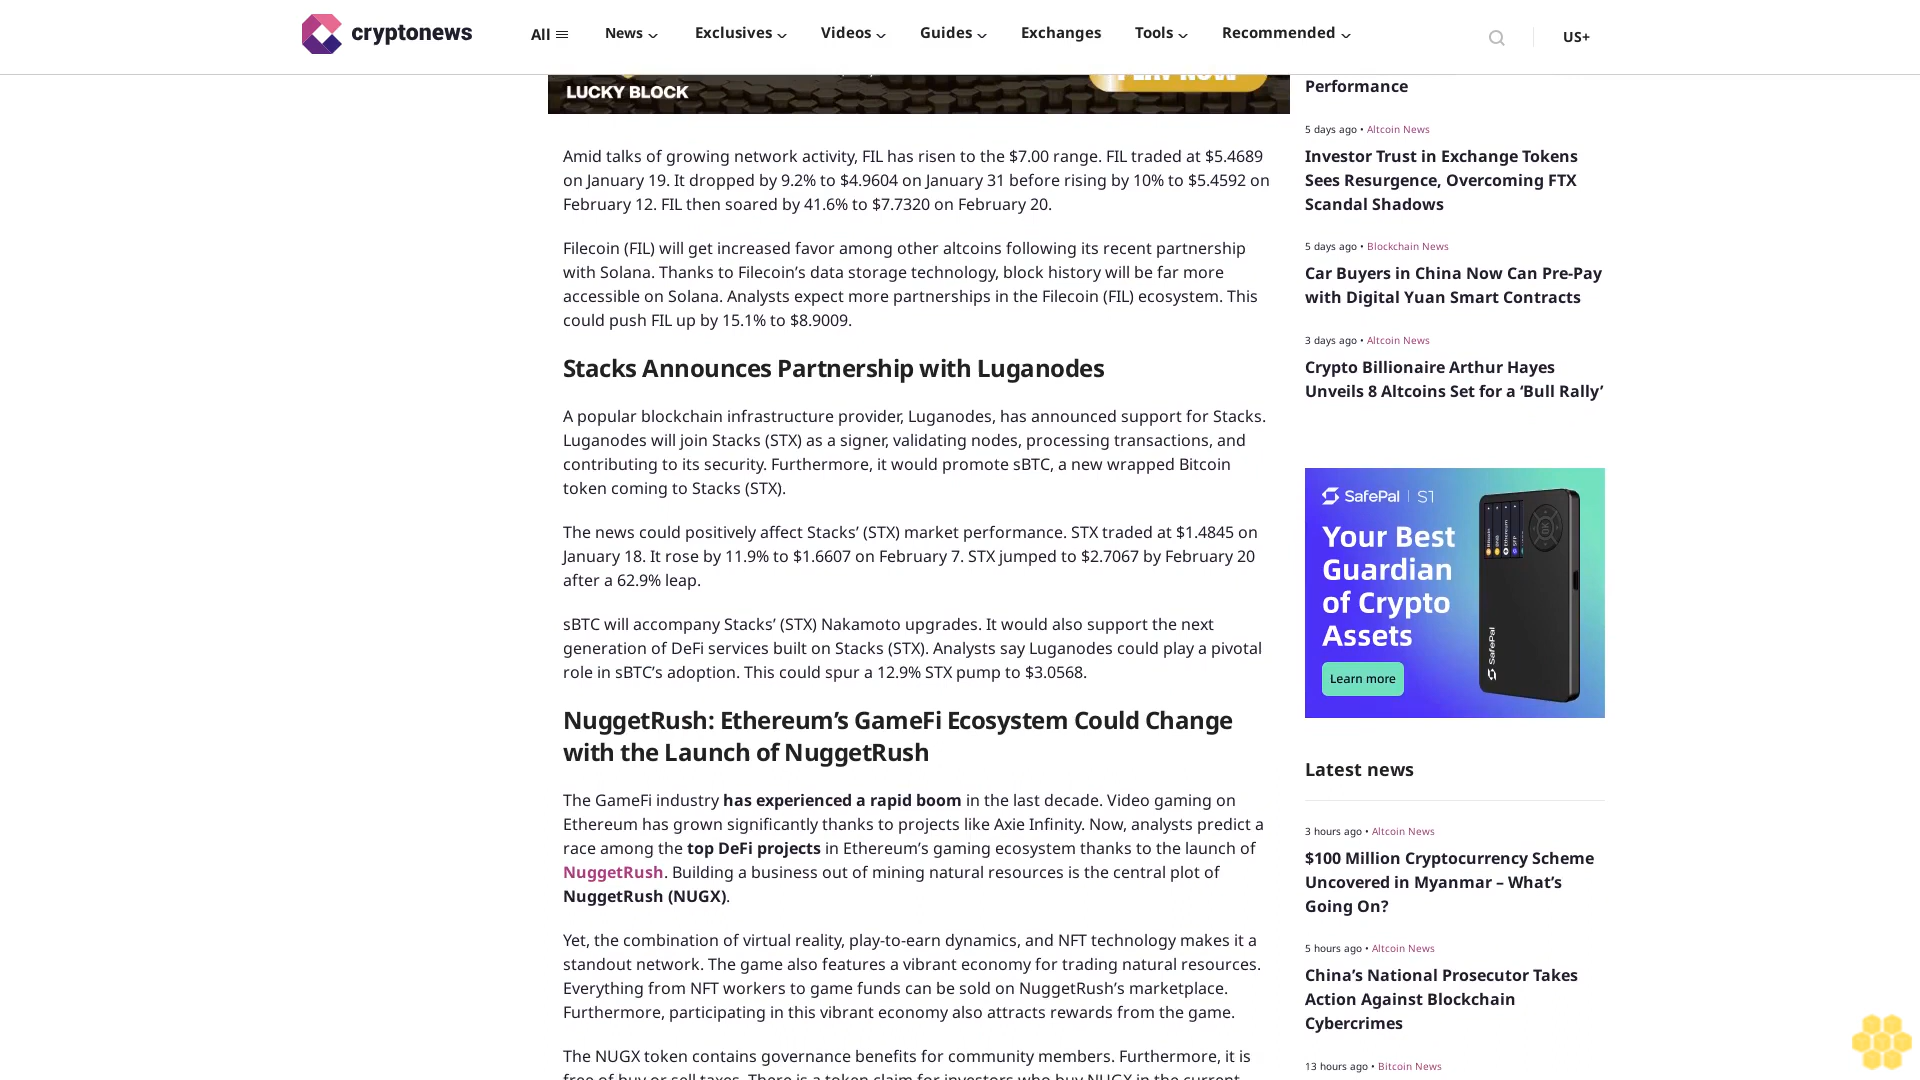 cryptonews
All
News
Exclusives
Videos
Guides
Exchanges
Tools
Recommended
US+
LUCKY BLOCK
Amid talks of growing network activity, FIL has risen to the $7.00 range. FIL traded at $5.4689
on January 19. It dropped by 9.2% to $4.9604 on January 31 before rising by 10% to $5.4592 on
February 12. FIL then soared by 41.6% to $7.7320 on February 20.
Filecoin (FIL) will get increased favor among other altcoins following its recent partnership
with Solana. Thanks to Filecoin’s data storage technology, block history will be far more
accessible on Solana. Analysts expect more partnerships in the Filecoin (FIL) ecosystem. This
could push FIL up by 15.1% to $8.9009.
Stacks Announces Partnership with Luganodes
A popular blockchain infrastructure provider, Luganodes, has announced support for Stacks.
Luganodes will join Stacks (STX) as a signer, validating nodes, processing transactions, and
contributing to its security. Furthermore, it would promote sBTC, a new wrapped Bitcoin
token coming to Stacks (STX).
The news could positively affect Stacks’ (STX) market performance. STX traded at $1.4845 on
January 18. It rose by 11.9% to $1.6607 on February 7. STX jumped to $2.7067 by February 20
after a 62.9% leap.
sBTC will accompany Stacks’ (STX) Nakamoto upgrades. It would also support the next
generation of DeFi services built on Stacks (STX). Analysts say Luganodes could play a pivotal
role in sBTC’s adoption. This could spur a 12.9% STX pump to $3.0568.
NuggetRush: Ethereum’s GameFi Ecosystem Could Change
with the Launch of NuggetRush
The GameFi industry has experienced a rapid boom in the last decade. Video gaming on
Ethereum has grown significantly thanks to projects like Axie Infinity. Now, analysts predict a
race among the top DeFi projects in Ethereum’s gaming ecosystem thanks to the launch of
NuggetRush. Building a business out of mining natural resources is the central plot of
NuggetRush (NUGX).
Yet, the combination of virtual reality, play-to-earn dynamics, and NFT technology makes it a
standout network. The game also features a vibrant economy for trading natural resources.
Everything from NFT workers to game funds can be sold on NuggetRush’s marketplace.
Furthermore, participating in this vibrant economy also attracts rewards from the game.
The NUGX token contains governance benefits for community members. Furthermore, it is
free of buy or sell taxes. There is a token claim for investors who buy NUGX in the current
Performance
5 days ago • Altcoin News
Investor Trust in Exchange Tokens
Sees Resurgence, Overcoming FTX
Scandal Shadows
5 days ago • Blockchain News
Car Buyers in China Now Can Pre-Pay
with Digital Yuan Smart Contracts
3 days ago • Altcoin News
Crypto Billionaire Arthur Hayes
Unveils 8 Altcoins Set for a ‘Bull Rally’
SafePal | S1
Your Best
Guardian
of Crypto
Assets
Learn more
SafePal
OK
Latest news
3 hours ago • Altcoin News
$100 Million Cryptocurrency Scheme
Uncovered in Myanmar – What’s
Going On?
5 hours ago • Altcoin News
China’s National Prosecutor Takes
Action Against Blockchain
Cybercrimes
13 hours ago • Bitcoin News